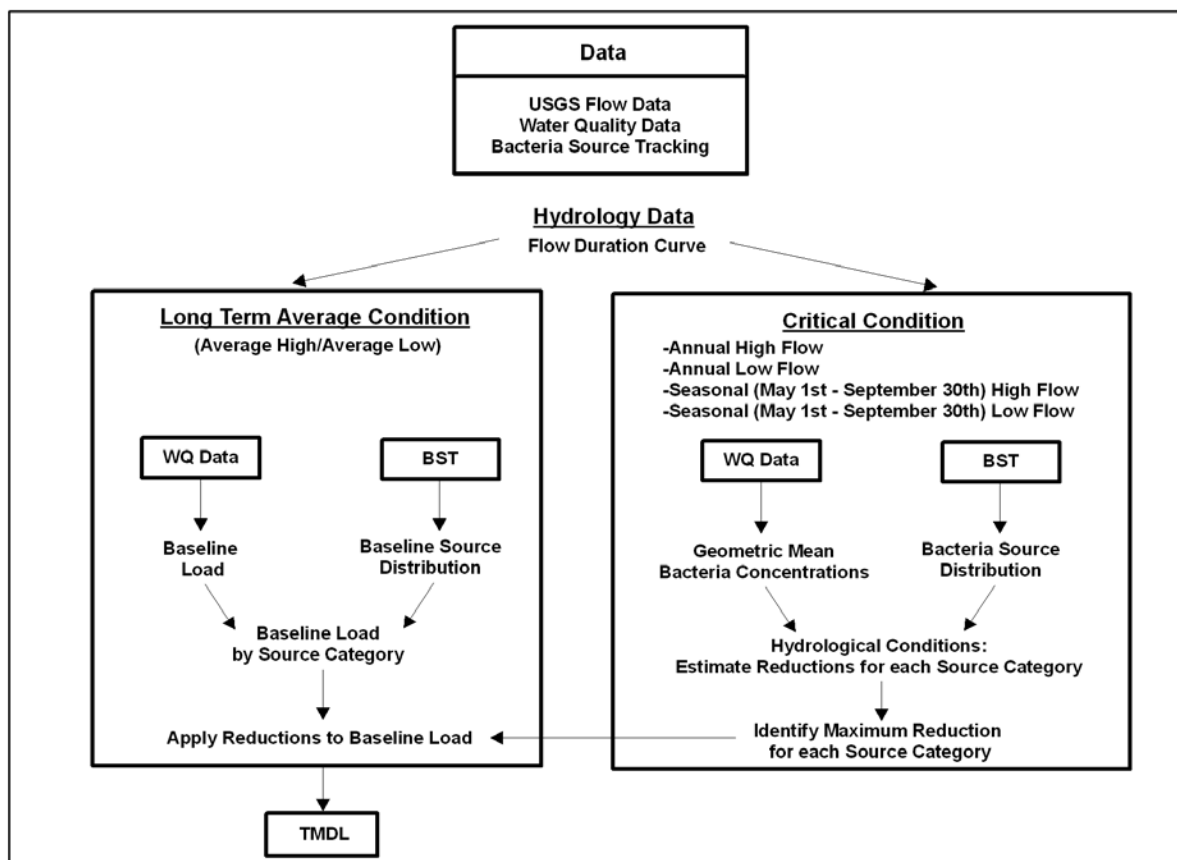 Data
USGS Flow Data
Water Quality Data
Bacteria Source Tracking
Hydrology Data
Flow Duration Curve
Long Term Average Condition
(Average High/Average Low)
WQ Data
BST
Baseline
Load
Baseline Source
Distribution
Baseline Load
by Source Category
Apply Reductions to Baseline Load
Critical Condition
-Annual High Flow
-Annual Low Flow
-Seasonal (May 1st - September 30th) High Flow
-Seasonal (May 1st - September 30th) Low Flow
WQ Data
BST
Geometric Mean
Bacteria Concentrations
Bacteria Source
Distribution
Hydrological Conditions:
Estimate Reductions for each Source Category
Identify Maximum Reduction
for each Source Category
TMDL